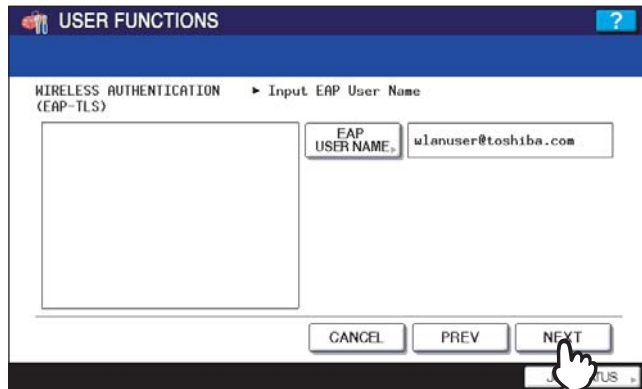 USER FUNCTIONS ?
WIRELESS AUTHENTICATION ► Input EAP User Name
(EAP-TLS)
EAP
USER NAME wlanuser@toshiba.com
CANCEL PREV NEXT